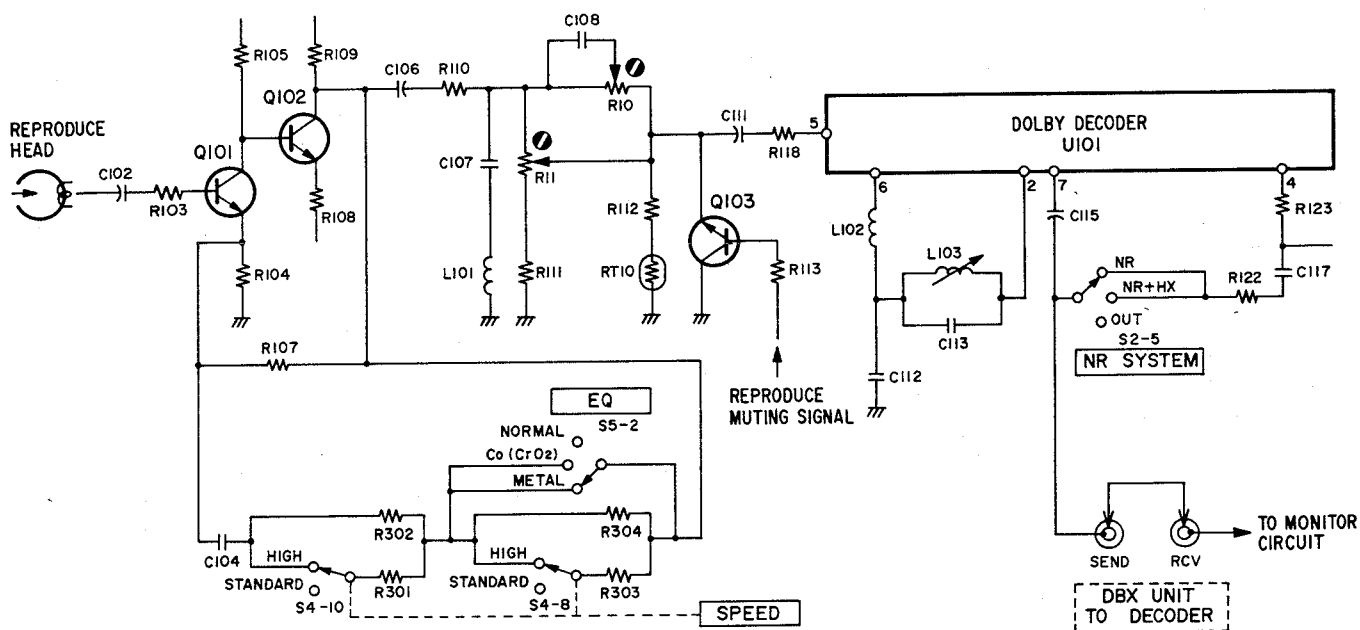 C108
R105
R109
C106
R110
R10
Q102
REPRODUCE
HEAD
Q101
C111
5
DOLBY DECODER
U101
R118
C102
R103
C107
R11
6
2
7
4
R108
R112
Q103
C115
R123
L102
L103
R104
L101
R111
RT10
R113
NR
NR+HX
R122
C117
OUT
C113
S2-5
NR SYSTEM
R107
C112
REPRODUCE
MUTING SIGNAL
EQ
S5-2
NORMAL
Co (CrO2)
METAL
C104
R302
R304
HIGH
HIGH
STANDARD
R301
STANDARD
R303
S4-10
S4-8
SPEED
SEND
RCV
TO MONITOR
CIRCUIT
DBX UNIT
TO DECODER